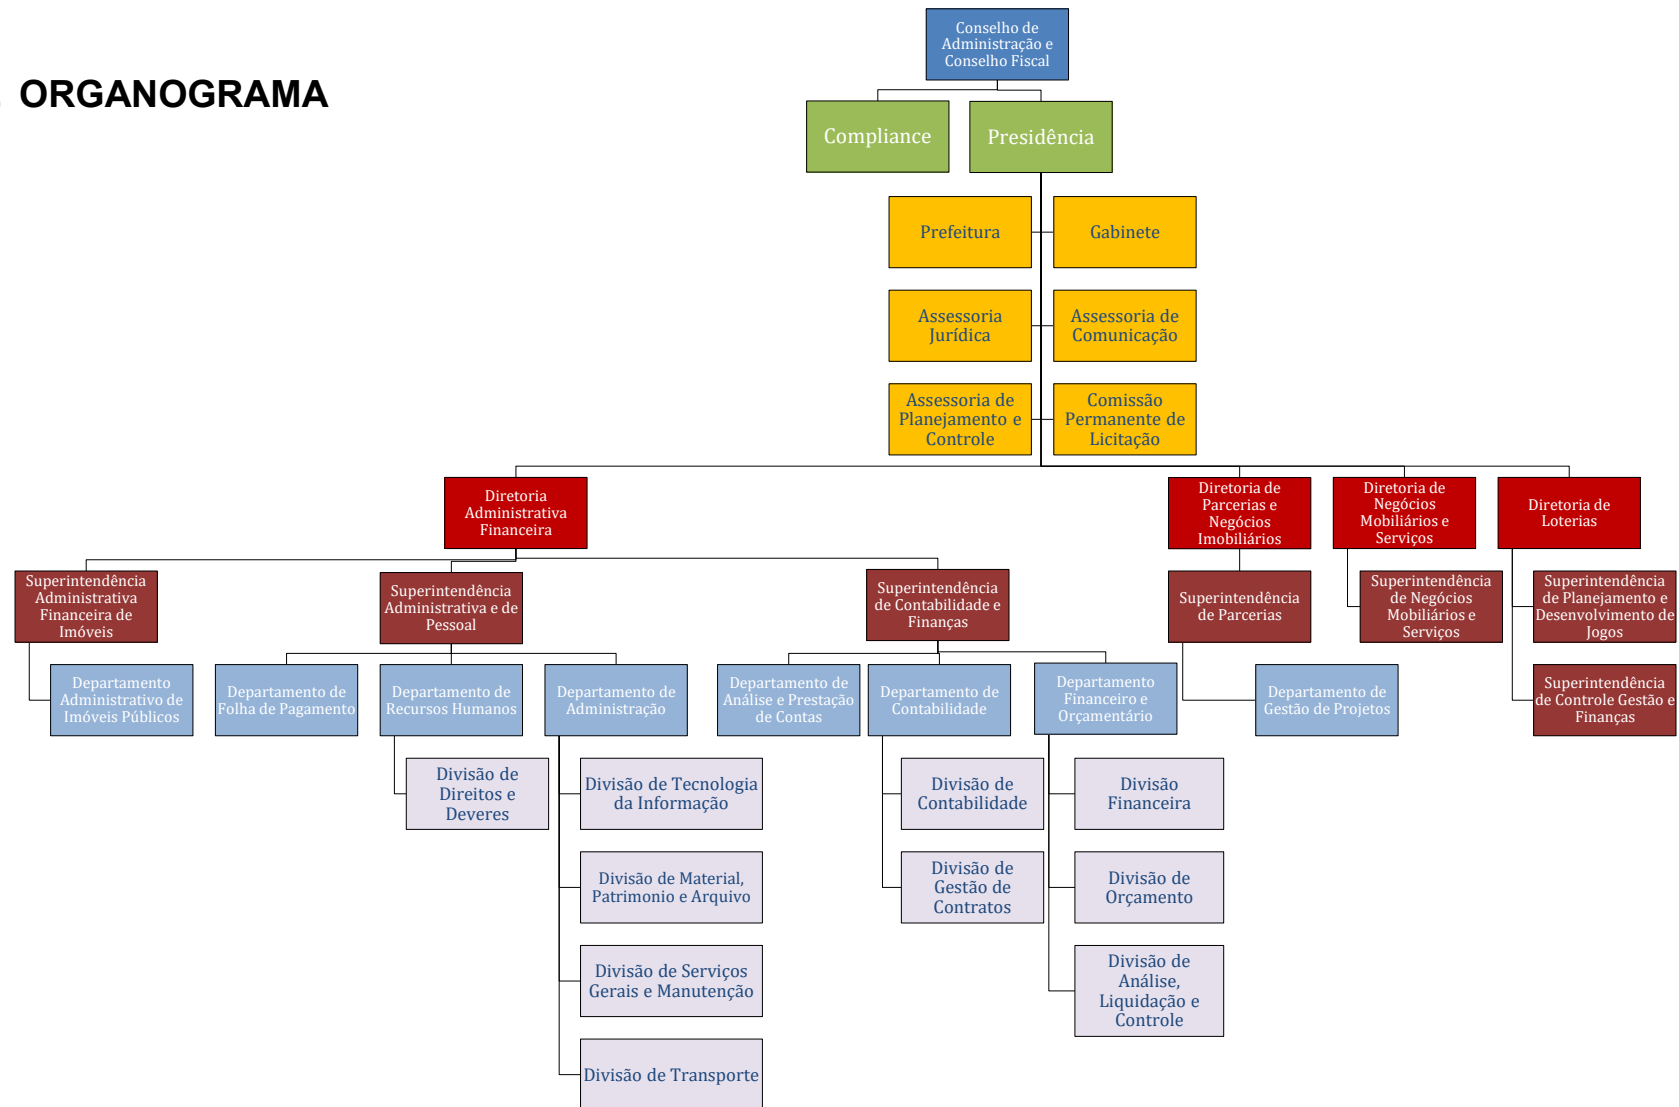 ORGANOGRAMA
Conselho de
Administração e
Conselho Fiscal
Compliance
Presidência
Prefeitura
Gabinete
Assessoria
Jurídica
Assessoria de
Comunicação
Assessoria de
Planejamento e
Controle
Comissão
Permanente de
Licitação
Diretoria
Administrativa
Financeira
Diretoria de
Parcerias e
Negócios
Imobiliários
Diretoria de
Negócios
Mobiliários e
Serviços
Diretoria de
Loterias
Superintendência
Administrativa
Financeira de
Imóveis
Superintendência
Administrativa e de
Pessoal
Superintendência
de Contabilidade e
Finanças
Superintendência
de Parcerias
Superintendência
de Negócios
Mobiliários e
Serviços
Superintendência
de Planejamento e
Desenvolvimento de
Jogos
Departamento
Administrativo de
Imóveis Públicos
Departamento de
Folha de Pagamento
Departamento de
Recursos Humanos
Departamento de
Administração
Departamento de
Análise e Prestação
de Contas
Departamento de
Contabilidade
Departamento
Financeiro e
Orçamentário
Departamento de
Gestão de Projetos
Superintendência
de Controle Gestão e
Finanças
Divisão de
Direitos e
Deveres
Divisão de Tecnologia
da Informação
Divisão de
Contabilidade
Divisão
Financeira
Divisão de Material,
Patrimonio e Arquivo
Divisão de
Gestão de
Contratos
Divisão de
Orçamento
Divisão de Serviços
Gerais e Manutenção
Divisão de
Análise,
Liquidação e
Controle
Divisão de Transporte